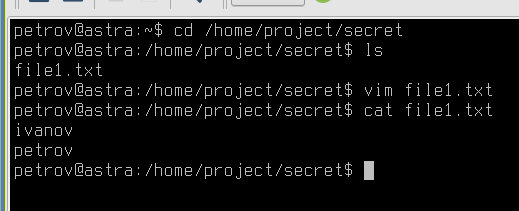 petrov@astra:~$ cd /home/project/secret
petrov@astra:/home/project/secret$ ls
file1.txt
petrov@astra:/home/project/secret$ vim file1.txt
petrov@astra:/home/project/secret$ cat file1.txt
ivanov
petrov
petrov@astra:/home/project/secret$